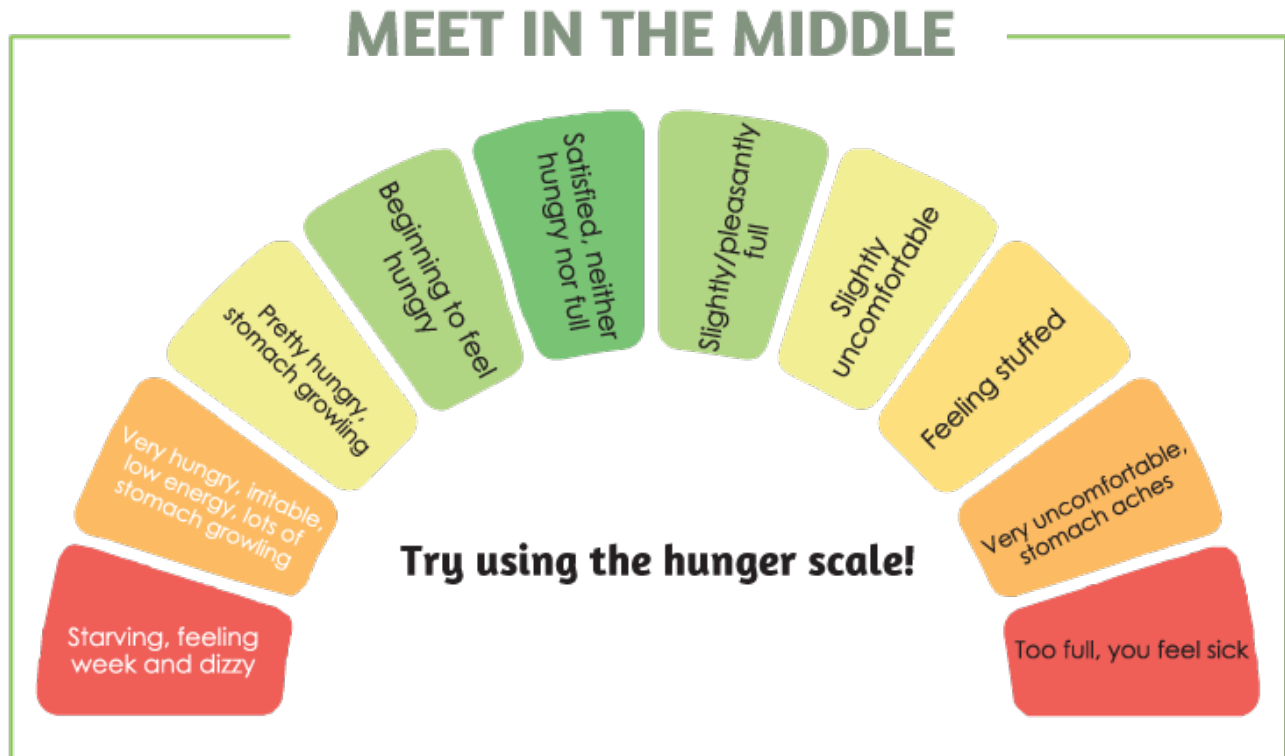 MEET IN THE MIDDLE
Starving, feeling
week and dizzy
Very hungry, irritable,
low energy, lots of
stomach growling
Pretty hungry,
stomach growling
Beginning to feel
hungry
Satisfied, neither
hungry nor full
Slightly/pleasantly
full
Slightly
uncomfortable
Feeling stuffed
Very uncomfortable,
stomach aches
Too full, you feel sick
Try using the hunger scale!